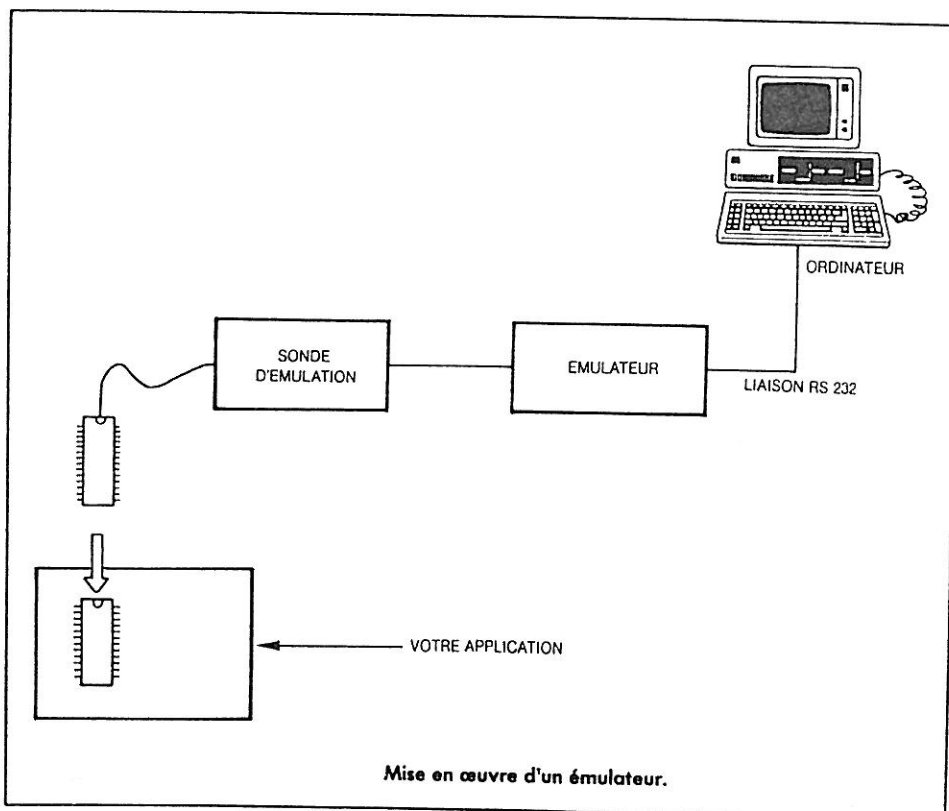 ORDINATEUR
SONDE
D'EMULATION
EMULATEUR
LIAISON RS 232
VOTRE APPLICATION
Mise en œuvre d'un émulateur.